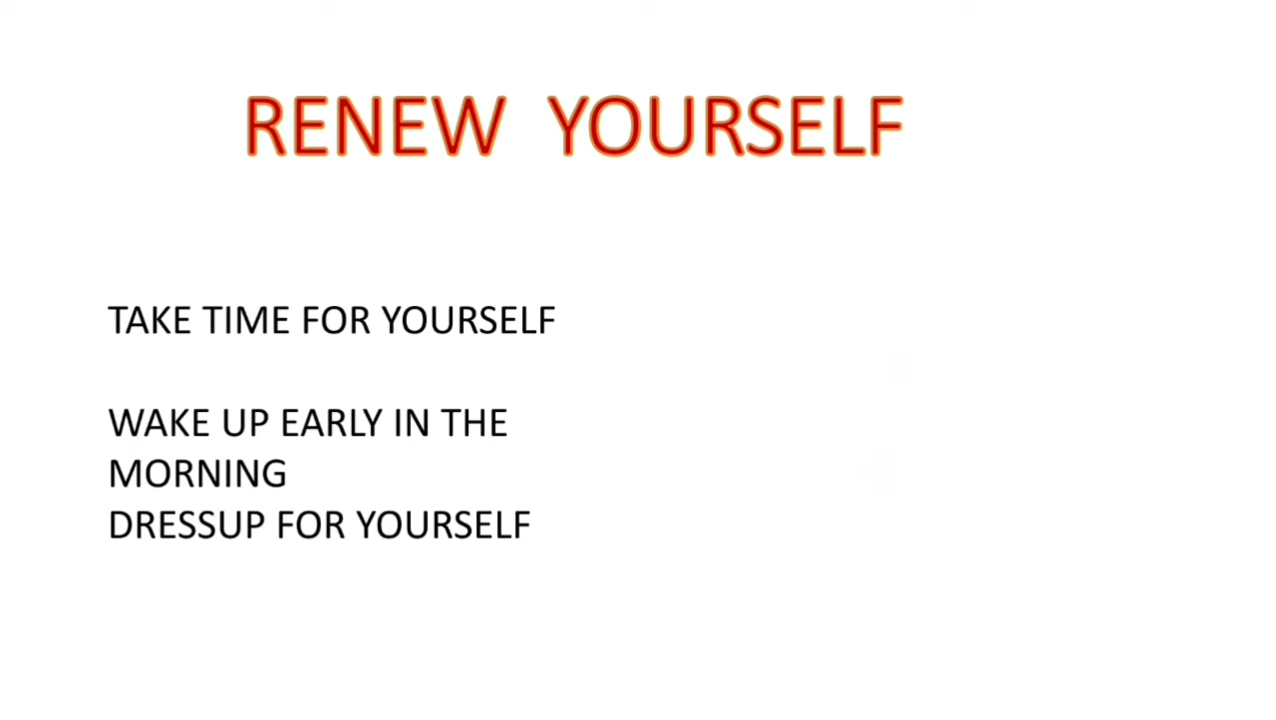 RENEW YOURSELF
TAKE TIME FOR YOURSELF
WAKE UP EARLY IN THE
MORNING
DRESSUP FOR YOURSELF